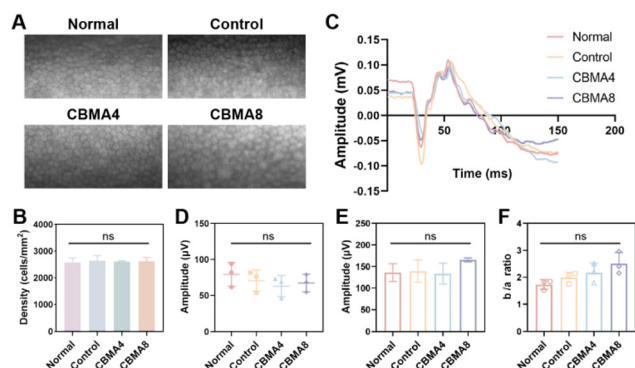 A
Normal
Control
CBMA4
CBMA8
C
Amplitude (mV)
0.15
0.10
0.05
0.00
-0.05
-0.10
-0.15
50
100
150
200
Time (ms)
Normal
Control
CBMA4
CBMA8
B
Density (cells/mm²)
4000
3000
2000
1000
0
ns
Normal
Control
CBMA4
CBMA8
D
Amplitude (μV)
150
100
50
0
ns
Normal
Control
CBMA4
CBMA8
E
Amplitude (μV)
250
200
150
100
50
0
ns
Normal
Control
CBMA4
CBMA8
F
b /a ratio
4
3
2
1
0
ns
Normal
Control
CBMA4
CBMA8